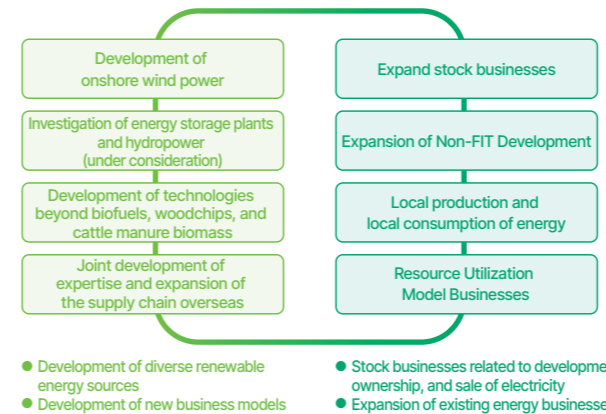 Development of
onshore wind power
Investigation of energy storage plants
and hydropower
(under consideration)
Development of technologies
beyond biofuels, woodchips, and
cattle manure biomass
Joint development of
expertise and expansion of
the supply chain overseas
Expand stock businesses
Expansion of Non-FIT Development
Local production and
local consumption of energy
Resource Utilization
Model Businesses
● Development of diverse renewable
energy sources
● Development of new business models
● Stock businesses related to
ownership, and sale of electricity
● Expansion of existing energy